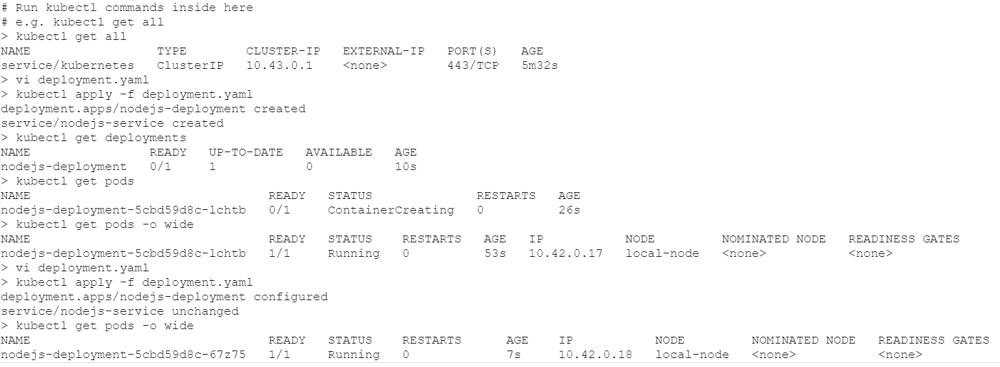 # Run kubectl commands inside here
# e.g. kubectl get all
> kubectl get all
NAME TYPE CLUSTER-IP EXTERNAL-IP PORT(S) AGE
service/kubernetes ClusterIP 10.43.0.1 <none> 443/TCP 5m32s
> vi deployment.yaml
> kubectl apply -f deployment.yaml
deployment.apps/nodejs-deployment created
service/nodejs-service created
> kubectl get deployments
NAME READY UP-TO-DATE AVAILABLE AGE
nodejs-deployment 0/1 1 0 10s
> kubectl get pods
NAME READY STATUS RESTARTS AGE
nodejs-deployment-5cbd59d8c-lchtb 0/1 ContainerCreating 0 26s
> kubectl get pods -o wide
NAME READY STATUS RESTARTS AGE IP NODE NOMINATED NODE READINESS GATES
nodejs-deployment-5cbd59d8c-lchtb 1/1 Running 0 53s 10.42.0.17 local-node <none> <none>
> vi deployment.yaml
> kubectl apply -f deployment.yaml
deployment.apps/nodejs-deployment configured
service/nodejs-service unchanged
> kubectl get pods -o wide
NAME READY STATUS RESTARTS AGE IP NODE NOMINATED NODE READINESS GATES
nodejs-deployment-5cbd59d8c-67z75 1/1 Running 0 7s 10.42.0.18 local-node <none> <none>